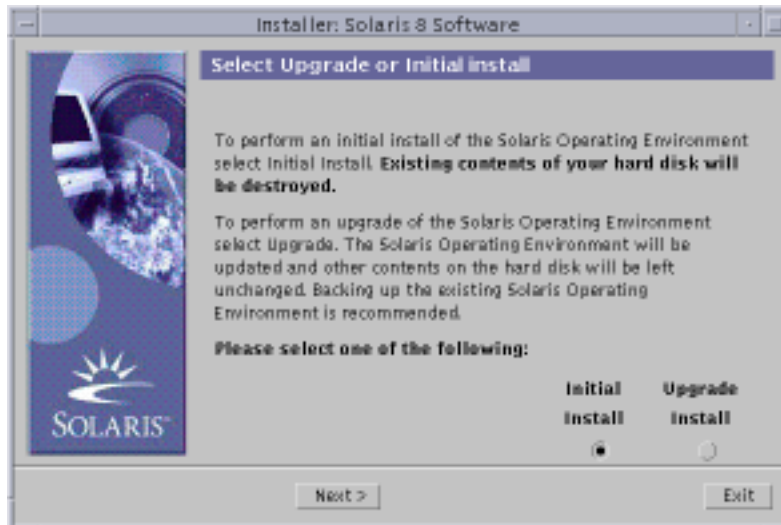 Installer: Solaris 8 Software
Select Upgrade or Initial install
To perform an initial install of the Solaris Operating Environment
select Initial Install. Existing contents of your hard disk will
be destroyed.
To perform an upgrade of the Solaris Operating Environment
select Upgrade. The Solaris Operating Environment will be
updated and other contents on the hard disk will be left
unchanged. Backing up the existing Solaris Operating
Environment is recommended.
Please select one of the following:
Initial Upgrade
Install Install
SOLARIS™
Next > Exit